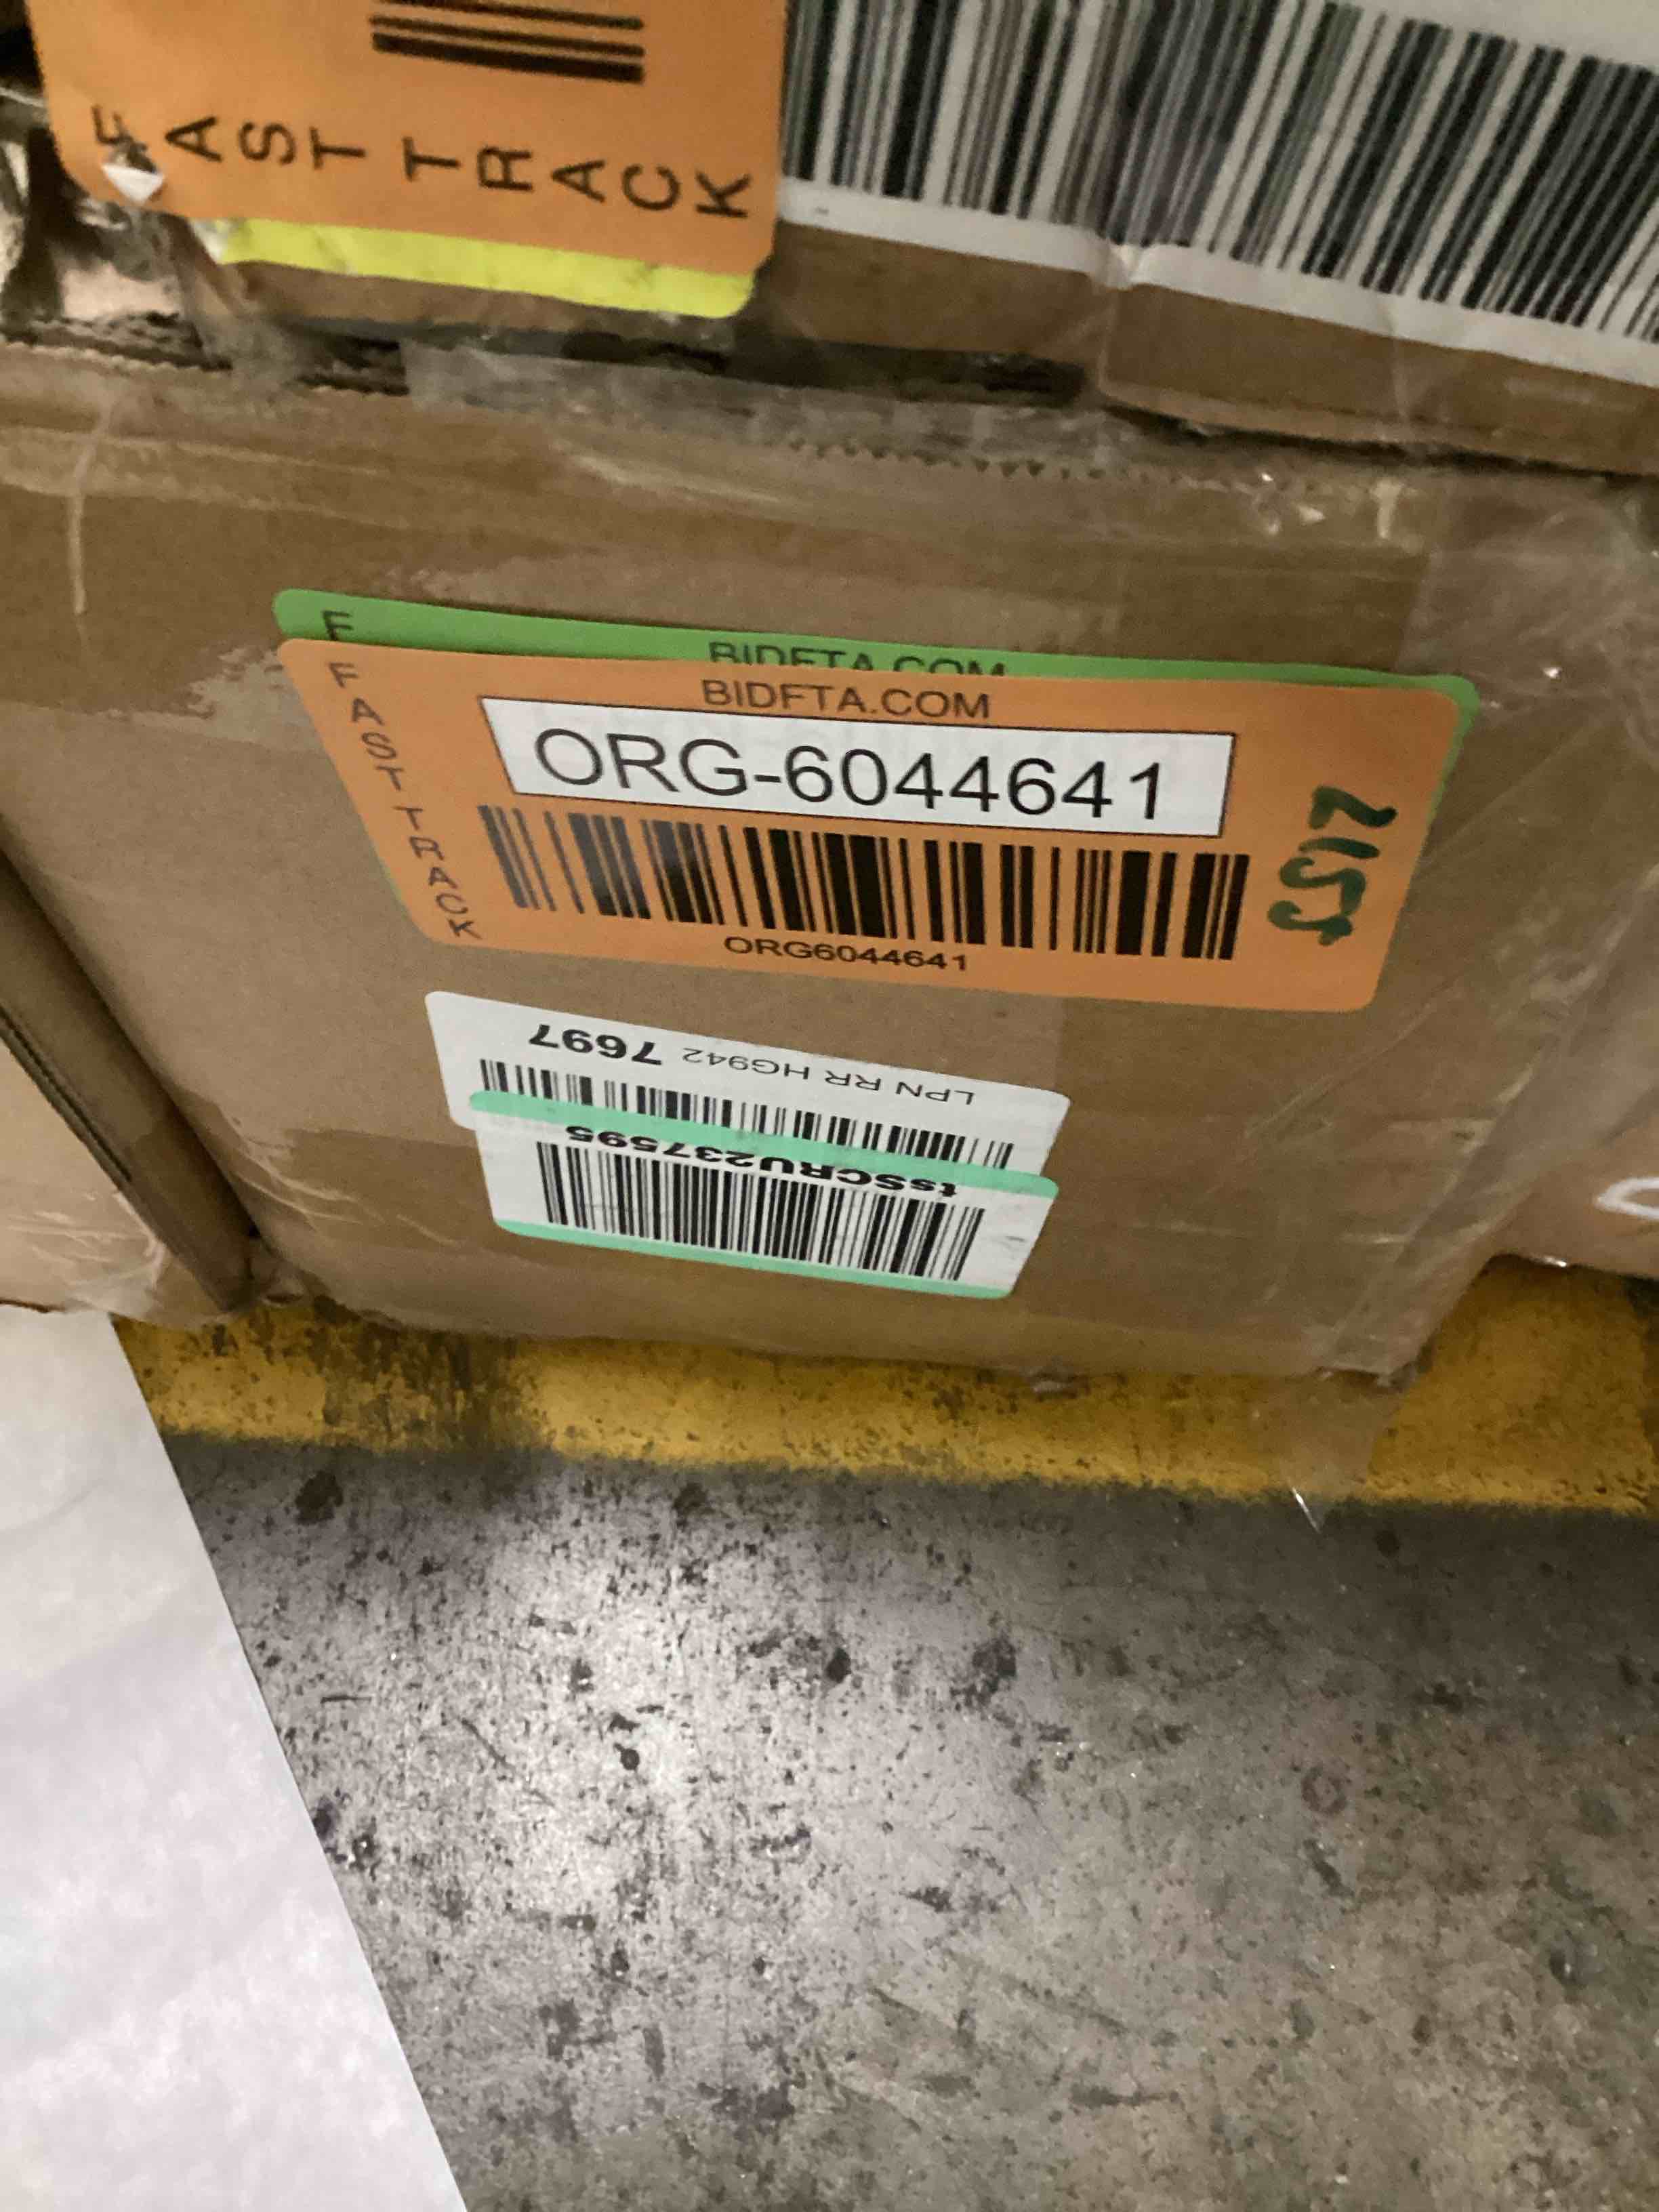 FAST TRACK
F
BIDFTA.COM
BIDFTA.COM
FAST TRACK
ORG-6044641
ORG6044641
LPN RR HG942 7697
tsSCRU237595